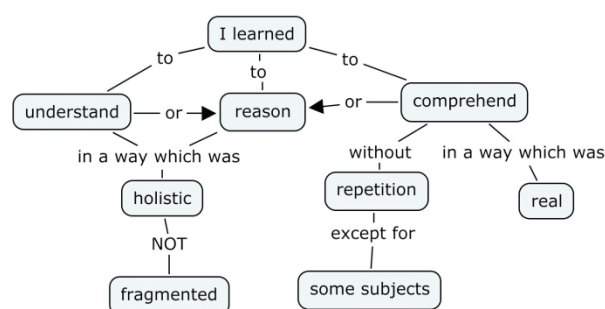 I learned
to to to
understand or reason or comprehend
in a way which was without in a way which was
holistic repetition real
NOT except for
fragmented some subjects